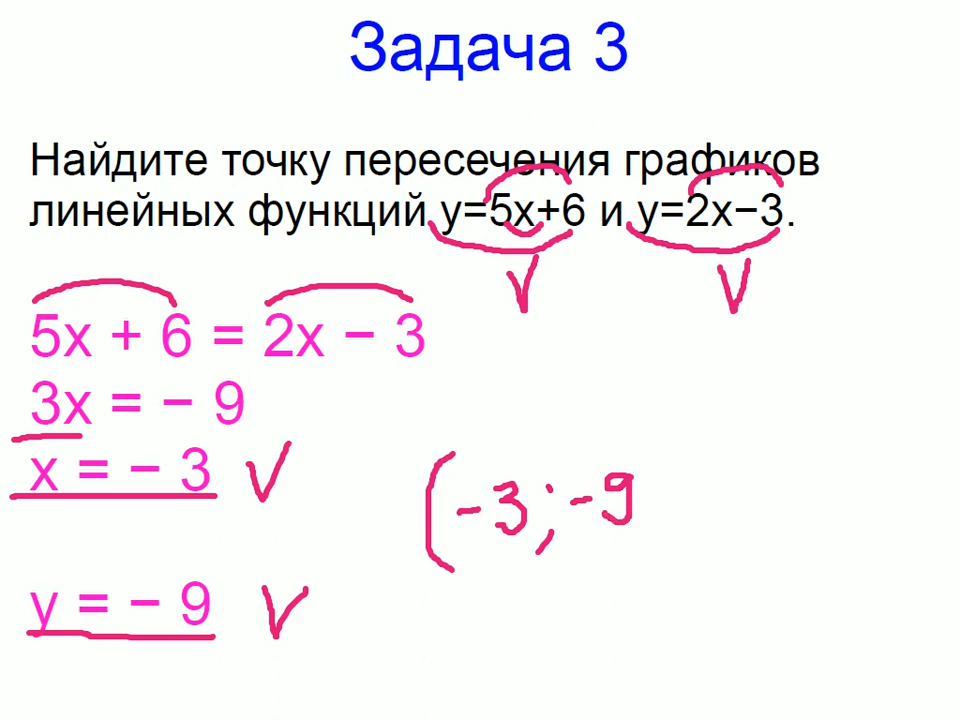 Задача 3
Найдите точку пересечения графиков
линейных функций y=5x+6 и y=2x−3.
5x + 6 = 2x − 3
3x = − 9
x = − 3
(-3;-9
y = − 9